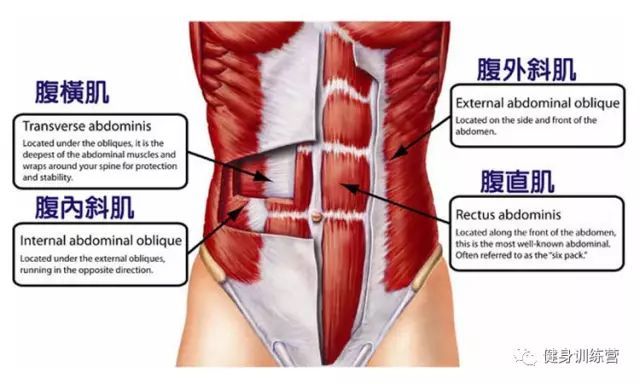 腹橫肌
Transverse abdominis
Located under the obliques, it is the
deepest of the abdominal muscles and
wraps around your spine for protection
and stability.
腹內斜肌
Internal abdominal oblique
Located under the external obliques,
running in the opposite direction.
腹外斜肌
External abdominal oblique
Located on the side and front of the
abdomen.
腹直肌
Rectus abdominis
Located along the front of the abdomen,
this is the most well-known abdominal.
Often referred to as the "six pack."
健身训练营